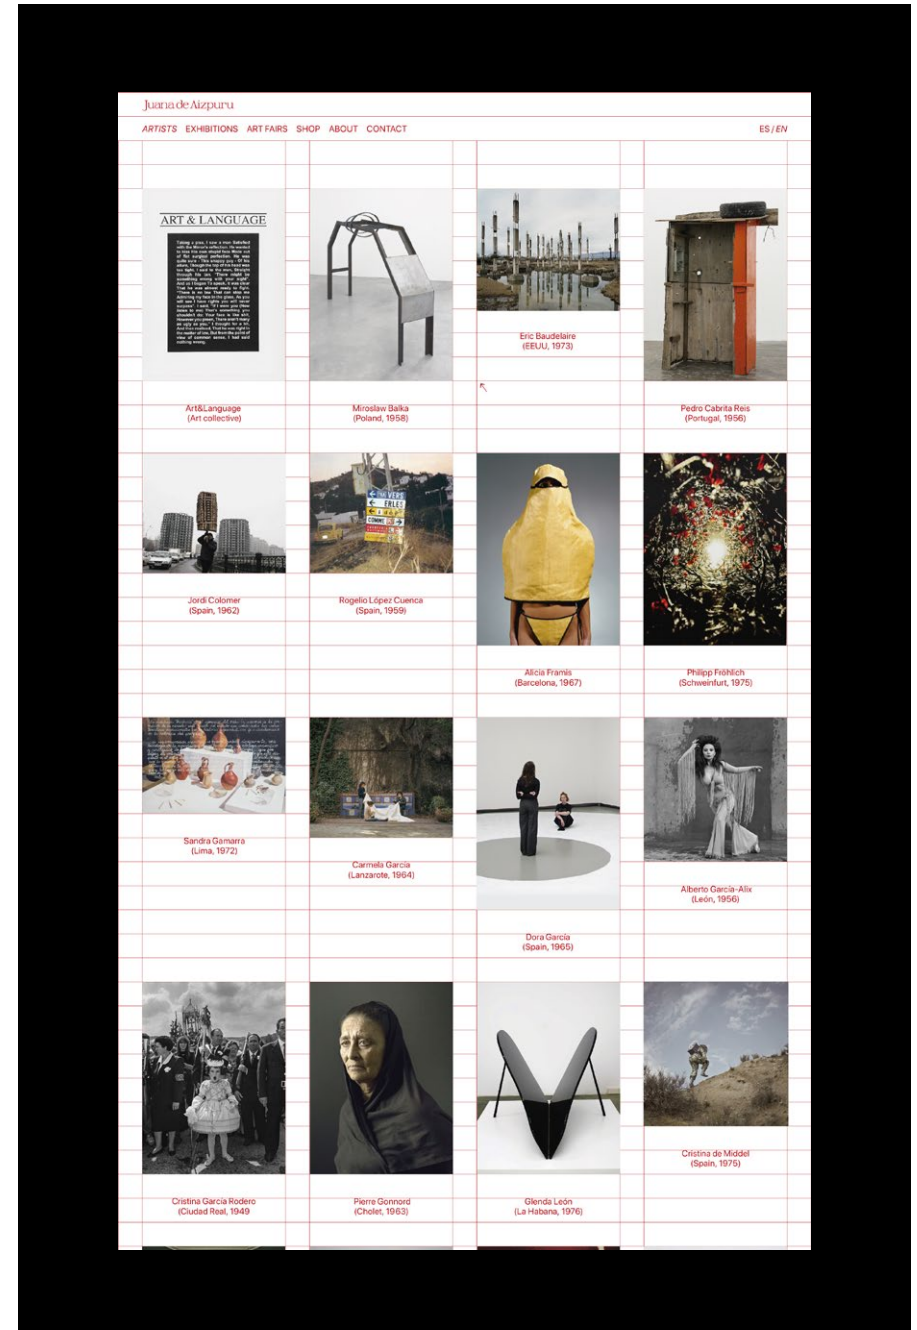 Juana de Aizpuru
ARTISTS EXHIBITIONS ART FAIRS SHOP ABOUT CONTACT ES / EN
ART & LANGUAGE
Art&Language
(Art collective)
Miroslaw Balka
(Poland, 1958)
Eric Baudelaire
(EEUU, 1973)
Pedro Cabrita Reis
(Portugal, 1956)
VERS
ERLES
COMME
Jordi Colomer
(Spain, 1962)
Rogelio López Cuenca
(Spain, 1959)
Alicia Framis
(Barcelona, 1967)
Philipp Fröhlich
(Schweinfurt, 1975)
Sandra Gamarra
(Lima, 1972)
Carmela García
(Lanzarote, 1964)
Dora García
(Spain, 1965)
Alberto García-Alix
(León, 1956)
Cristina García Rodero
(Ciudad Real, 1949
Pierre Gonnord
(Cholet, 1963)
Glenda León
(La Habana, 1976)
Cristina de Middel
(Spain, 1975)